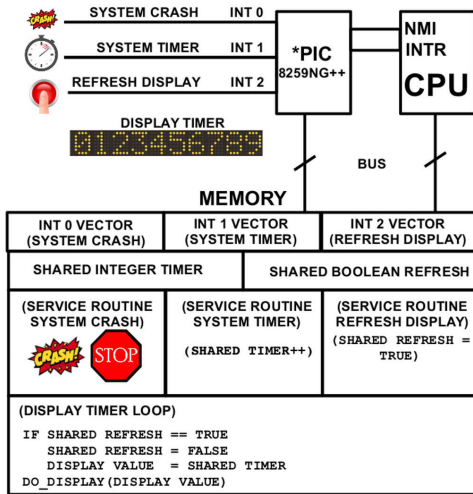 SYSTEM CRASH INT 0
SYSTEM TIMER INT 1
REFRESH DISPLAY INT 2
*PIC
8259NG++
NMI
INTR
CPU
DISPLAY TIMER
0123456789
BUS
MEMORY
INT 0 VECTOR
(SYSTEM CRASH)
INT 1 VECTOR
(SYSTEM TIMER)
INT 2 VECTOR
(REFRESH DISPLAY)
SHARED INTEGER TIMER
SHARED BOOLEAN REFRESH
(SERVICE ROUTINE
SYSTEM CRASH)
CRASH!
STOP
(SERVICE ROUTINE
SYSTEM TIMER)
(SHARED TIMER++)
(SERVICE ROUTINE
REFRESH DISPLAY)
(SHARED REFRESH =
TRUE)
(DISPLAY TIMER LOOP)
IF SHARED REFRESH == TRUE
SHARED REFRESH = FALSE
DISPLAY VALUE = SHARED TIMER
DO_DISPLAY(DISPLAY VALUE)